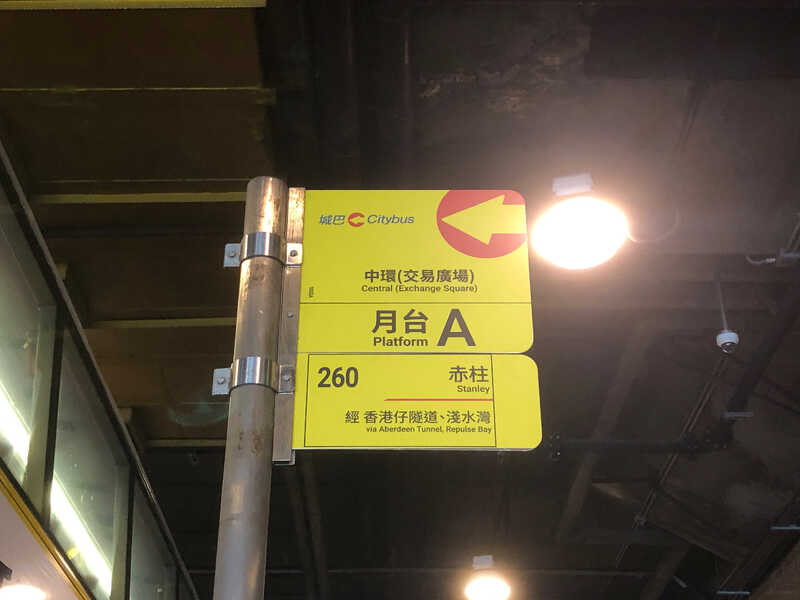 城巴 Citybus
中環(交易廣場)
Central (Exchange Square)
月台 A
Platform
260 赤柱
Stanley
經 香港仔隧道、淺水灣
via Aberdeen Tunnel, Repulse Bay